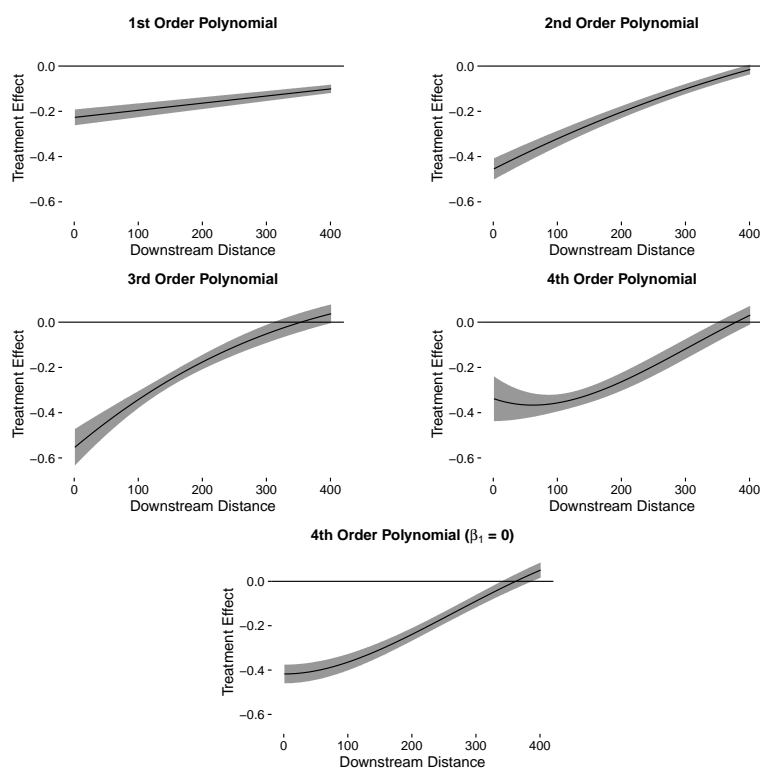 1st Order Polynomial
0.0
−0.2
−0.4
−0.6
Treatment Effect
0 100 200 300 400
Downstream Distance
2nd Order Polynomial
0.0
−0.2
−0.4
−0.6
Treatment Effect
0 100 200 300 400
Downstream Distance
3rd Order Polynomial
0.0
−0.2
−0.4
−0.6
Treatment Effect
0 100 200 300 400
Downstream Distance
4th Order Polynomial
0.0
−0.2
−0.4
−0.6
Treatment Effect
0 100 200 300 400
Downstream Distance
4th Order Polynomial (β₁ = 0)
0.0
−0.2
−0.4
−0.6
Treatment Effect
0 100 200 300 400
Downstream Distance